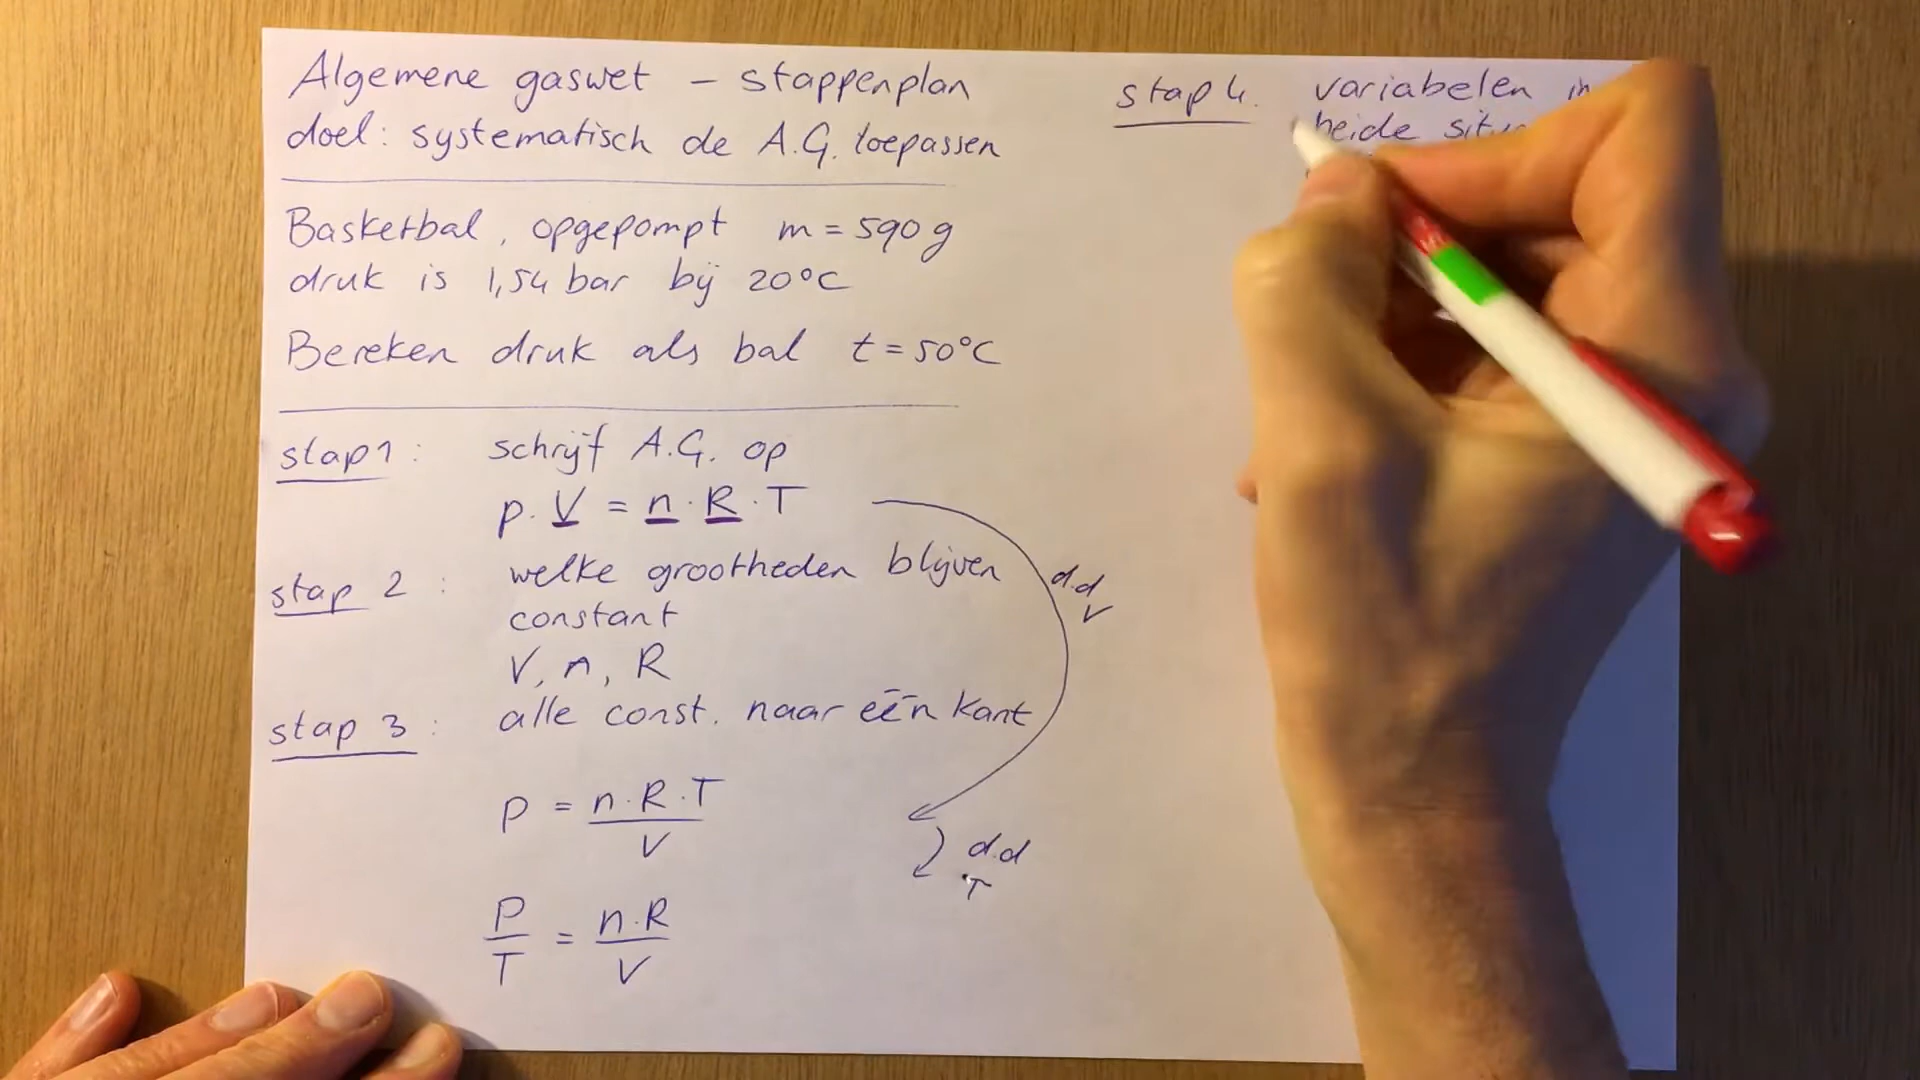 Algemene gaswet – stappenplan
doel: systematisch de A.G. toepassen
Basketbal, opgepompt m = 590 g
druk is 1,54 bar bij 20°C
Bereken druk als bal t = 50°C
stap 1: schrijf A.G. op
p · V = n · R · T
stap 2: welke grootheden blijven
constant
V, n, R
stap 3: alle const. naar één kant
P = n·R·T / V
P / T = n·R / V
d.d
V
d.d
T
stap 4. variabelen in
beide